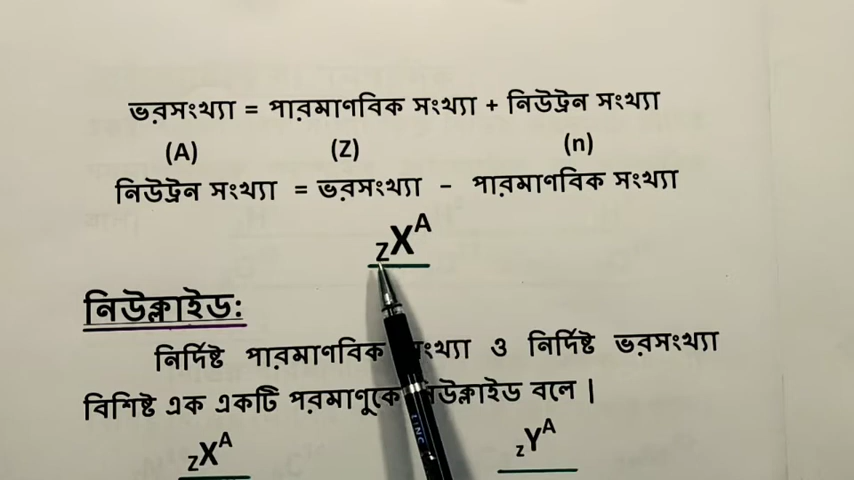 ভরসংখ্যা = পারমাণবিক সংখ্যা + নিউট্রন সংখ্যা
(A) (Z) (n)
নিউট্রন সংখ্যা = ভরসংখ্যা - পারমাণবিক সংখ্যা
zXA
নিউক্লাইড:
নির্দিষ্ট পারমাণবিক সংখ্যা ও নির্দিষ্ট ভরসংখ্যা
বিশিষ্ট এক একটি পরমাণুকে নিউক্লাইড বলে |
zXA zYA
LINC